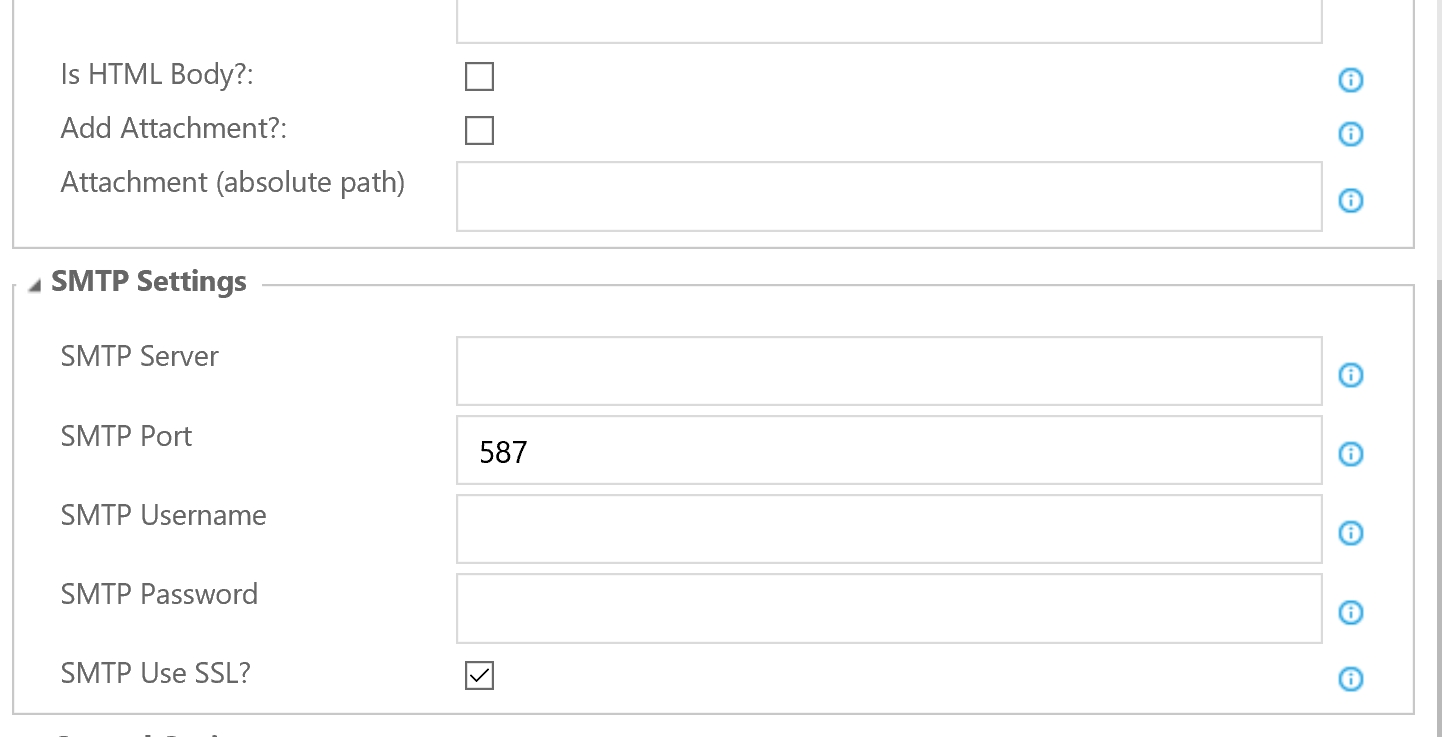 Is HTML Body?:
Add Attachment?:
Attachment (absolute path)
SMTP Settings
SMTP Server
SMTP Port
587
SMTP Username
SMTP Password
SMTP Use SSL?